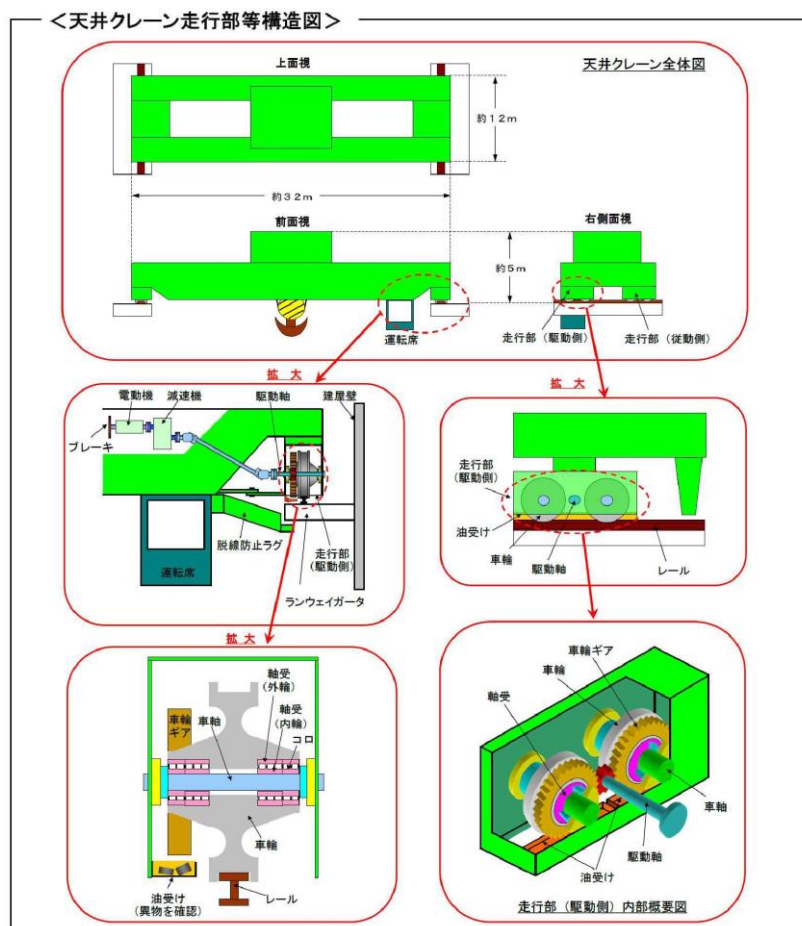 ＜天井クレーン走行部等構造図＞
上面視
天井クレーン全体図
約１２ｍ
約３２ｍ
前面視
右側面視
約５ｍ
運転席
走行部（駆動側）
走行部（従動側）
拡 大
拡 大
電動機
減速機
駆動軸
建屋壁
ブレーキ
脱線防止ラグ
走行部
（駆動側）
運転席
ランウェイガータ
走行部
（駆動側）
油受け
車輪
駆動軸
レール
拡 大
拡 大
軸受
（外輪）
軸受
（内輪）
コロ
車輪
ギア
車軸
車輪
油受け
（異物を確認）
レール
車輪ギア
車輪
軸受
車軸
駆動軸
油受け
走行部（駆動側）内部概要図